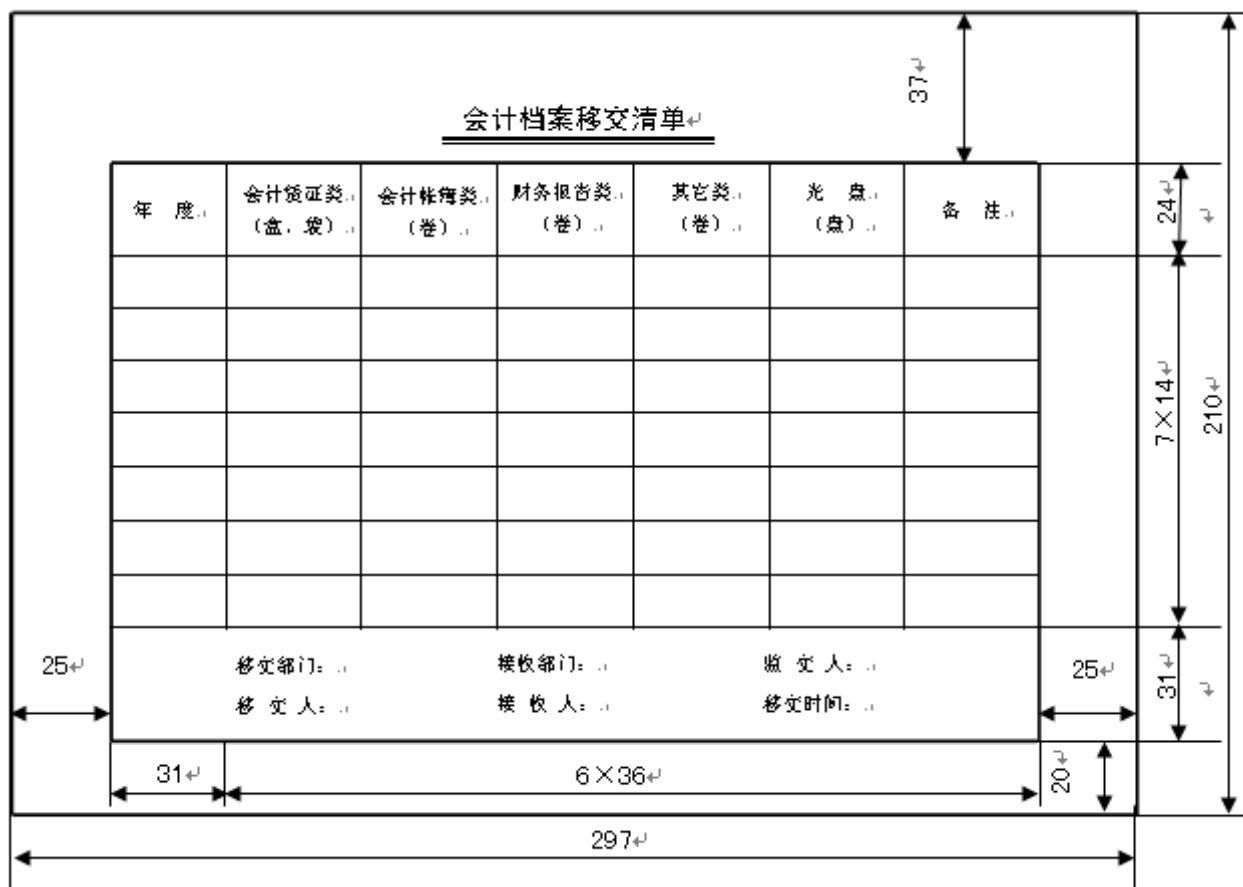 37
会计档案移交清单
年 度
会计凭证类
(盒、袋)
会计帐簿类
(卷)
财务报告类
(卷)
其它类
(卷)
光 盘
(盘)
备 注
24
7×14
210
移交部门:
接收部门:
监 交 人:
移 交 人:
接 收 人:
移交时间:
25
25
31
31
6×36
20
297